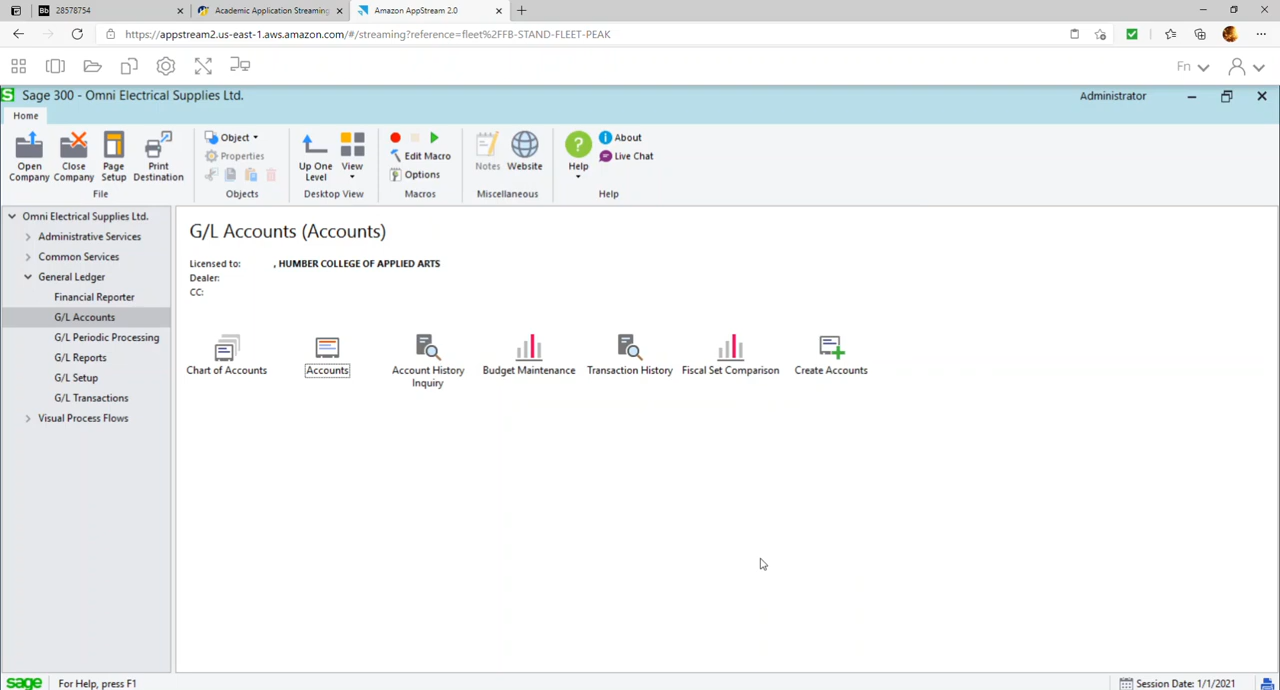 28578754
Academic Application Streaming
Amazon AppStream 2.0
https://appstream2.us-east-1.aws.amazon.com/#/streaming?reference=fleet%2FFB-STAND-FLEET-PEAK
Fn
S Sage 300 - Omni Electrical Supplies Ltd.
Administrator
Home
Open Company
Close Company
Page Setup
Print Destination
File
Object
Properties
Objects
Up One Level
View
Desktop View
Edit Macro
Options
Macros
Notes
Website
Miscellaneous
Help
About
Live Chat
Help
Omni Electrical Supplies Ltd.
Administrative Services
Common Services
General Ledger
Financial Reporter
G/L Accounts
G/L Periodic Processing
G/L Reports
G/L Setup
G/L Transactions
Visual Process Flows
G/L Accounts (Accounts)
Licensed to: , HUMBER COLLEGE OF APPLIED ARTS
Dealer:
CC:
Chart of Accounts
Accounts
Account History
Inquiry
Budget Maintenance
Transaction History
Fiscal Set Comparison
Create Accounts
sage
For Help, press F1
Session Date: 1/1/2021